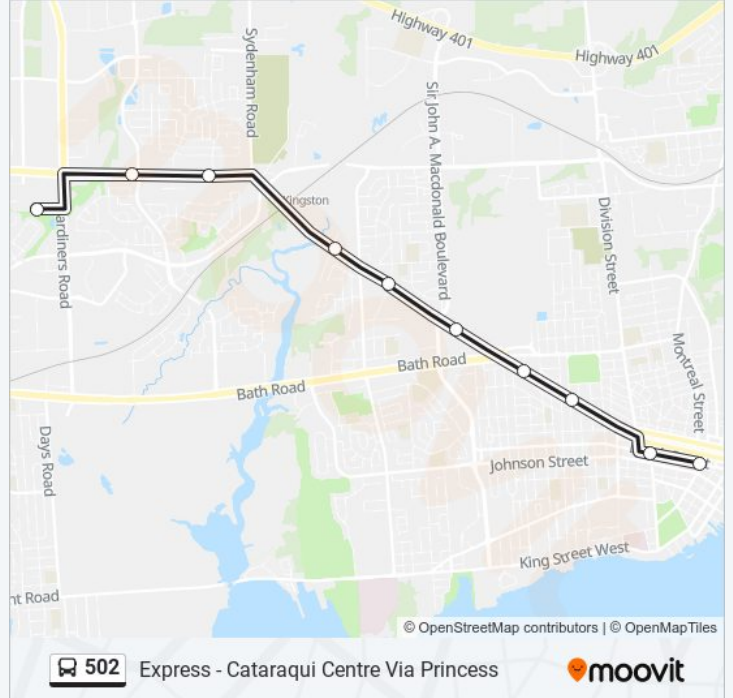 Highway 401
Highway 401
Sydenham Road
Sir John A. Macdonald Boulevard
Kingston
Division Street
ardiners Road
Montreal Street
Bath Road
Bath Road
Days Road
Johnson Street
King Street West
nt Road
© OpenStreetMap contributors | © OpenMapTiles
502 Express - Cataraqui Centre Via Princess
moovit